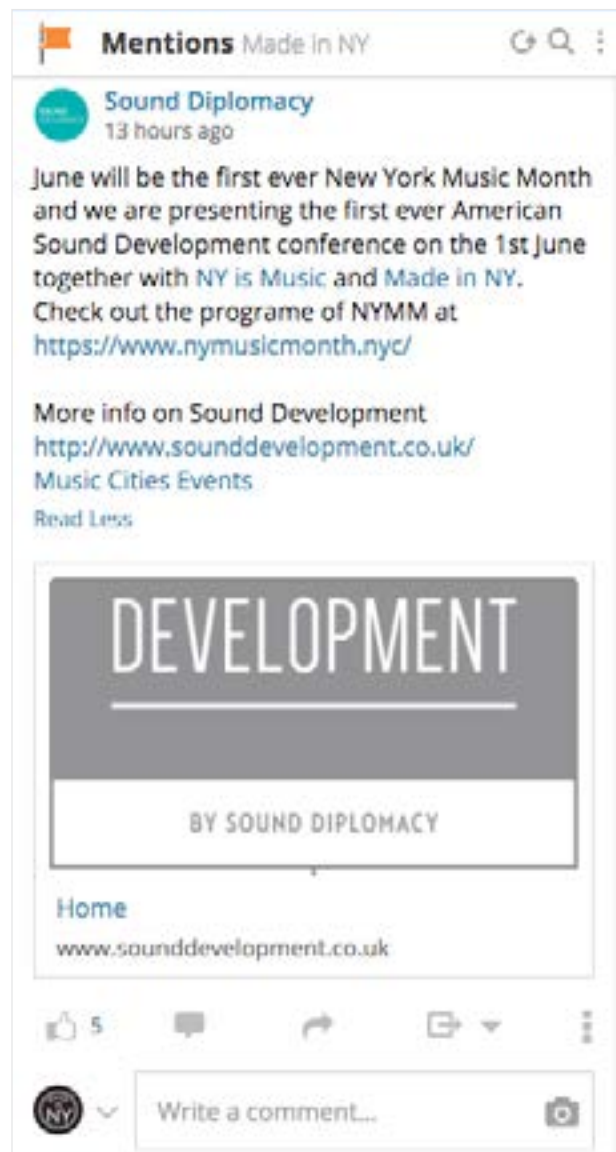 Mentions Made in NY
Sound Diplomacy
13 hours ago
June will be the first ever New York Music Month
and we are presenting the first ever American
Sound Development conference on the 1st June
together with NY is Music and Made in NY.
Check out the programe of NYMM at
https://www.nymusicmonth.nyc/
More info on Sound Development
http://www.sounddevelopment.co.uk/
Music Cities Events
Read Less
DEVELOPMENT
BY SOUND DIPLOMACY
Home
www.sounddevelopment.co.uk
5
NY
Write a comment...